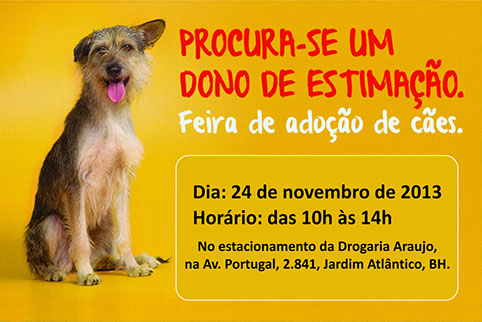 PROCURA-SE UM
DONO DE ESTIMAÇÃO.
Feira de adoção de cães.
Dia: 24 de novembro de 2013
Horário: das 10h às 14h
No estacionamento da Drogaria Araujo,
na Av. Portugal, 2.841, Jardim Atlântico, BH.